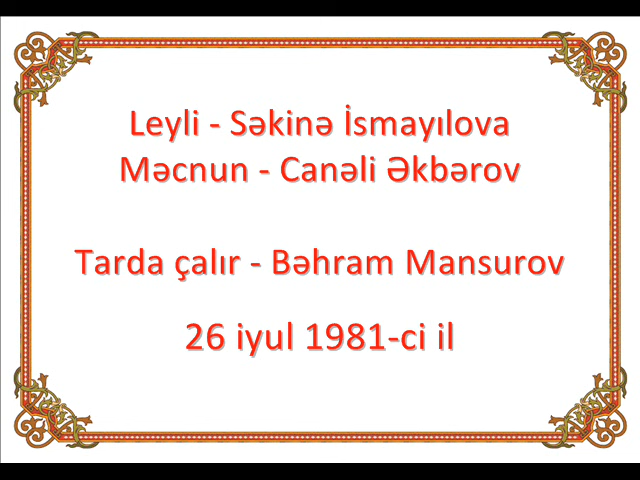 Leyli - Səkinə İsmayılova
Məcnun - Canəli Əkbərov
Tarda çalır - Bəhram Mansurov
26 iyul 1981-ci il